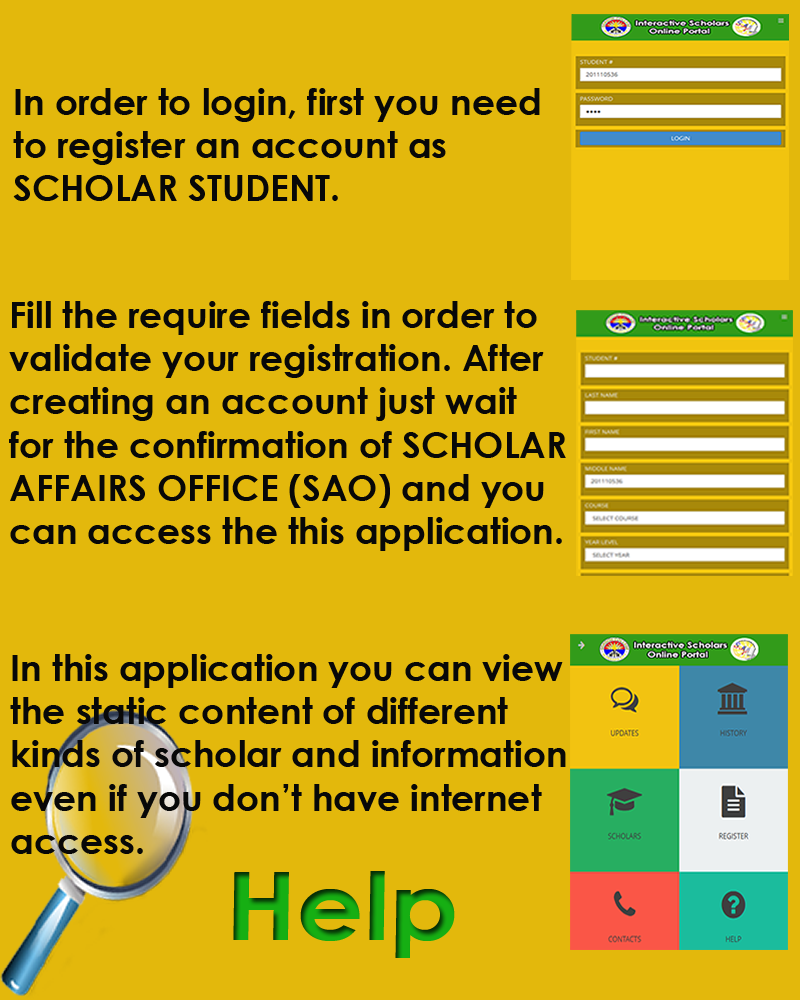 Interactive Scholars
Online Portal
STUDENT #
201110536
PASSWORD
LOGIN
In order to login, first you need
to register an account as
SCHOLAR STUDENT.
Fill the require fields in order to
validate your registration. After
creating an account just wait
for the confirmation of SCHOLAR
AFFAIRS OFFICE (SAO) and you
can access the this application.
Interactive Scholars
Online Portal
STUDENT #
LAST NAME
FIRST NAME
MIDDLE NAME
201110536
COURSE
SELECT COURSE
YEAR LEVEL
SELECT YEAR
In this application you can view
the static content of different
kinds of scholar and information
even if you don't have internet
access.
Interactive Scholars
Online Portal
UPDATES
HISTORY
SCHOLARS
REGISTER
CONTACTS
HELP
Help